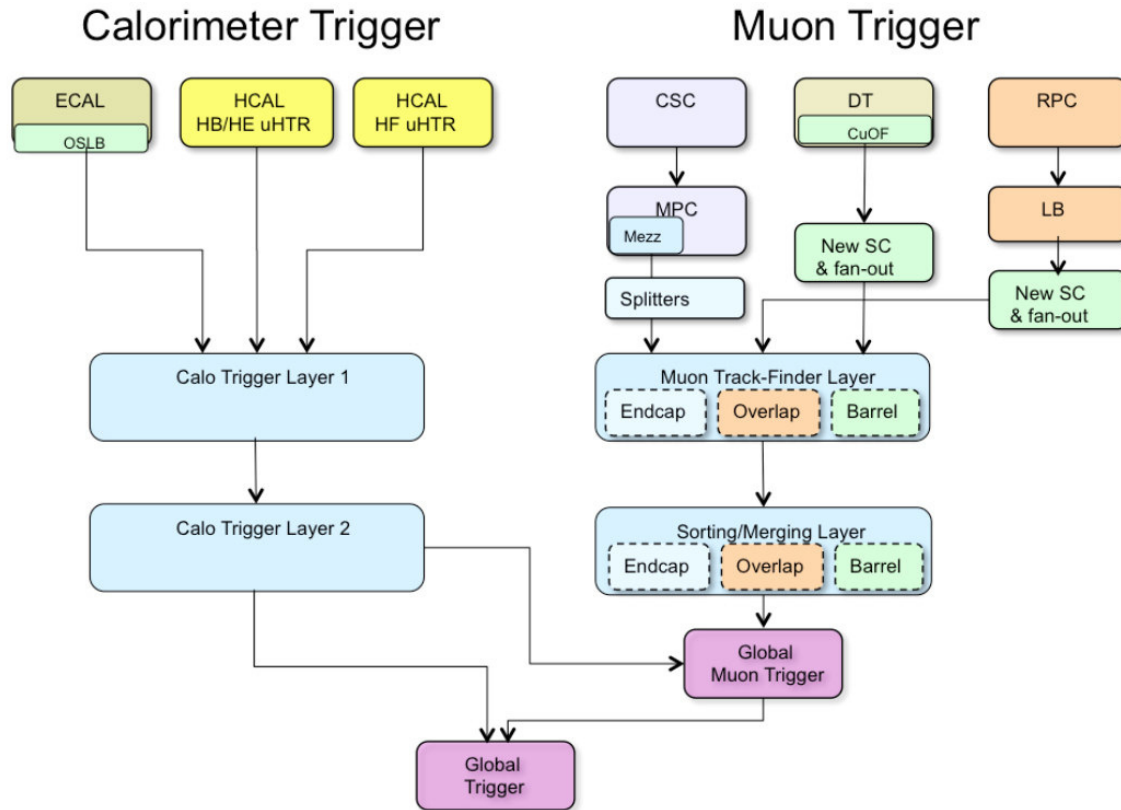 Calorimeter Trigger
Muon Trigger
ECAL
OSLB
HCAL
HB/HE uHTR
HCAL
HF uHTR
CSC
DT
CuOF
RPC
MPC
Mezz
LB
New SC
& fan-out
Splitters
New SC
& fan-out
Calo Trigger Layer 1
Muon Track-Finder Layer
Endcap
Overlap
Barrel
Calo Trigger Layer 2
Sorting/Merging Layer
Endcap
Overlap
Barrel
Global
Muon Trigger
Global
Trigger